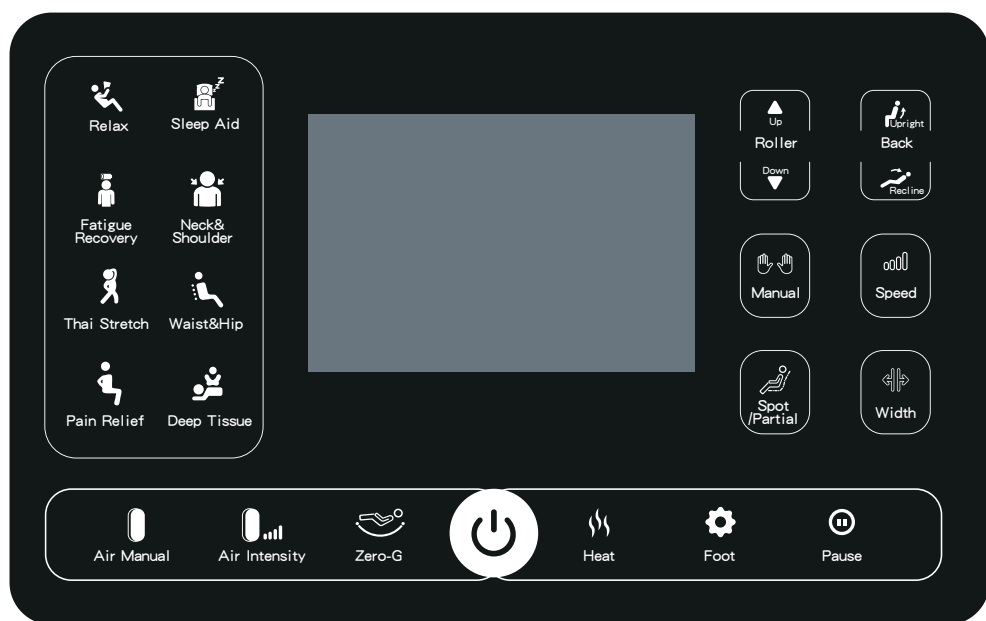 Relax
Sleep Aid
Fatigue
Recovery
Neck&
Shoulder
Thai Stretch
Waist&Hip
Pain Relief
Deep Tissue
Up
Roller
Down
Upright
Back
Recline
Manual
Speed
Spot
/Partial
Width
Air Manual
Air Intensity
Zero-G
Heat
Foot
Pause